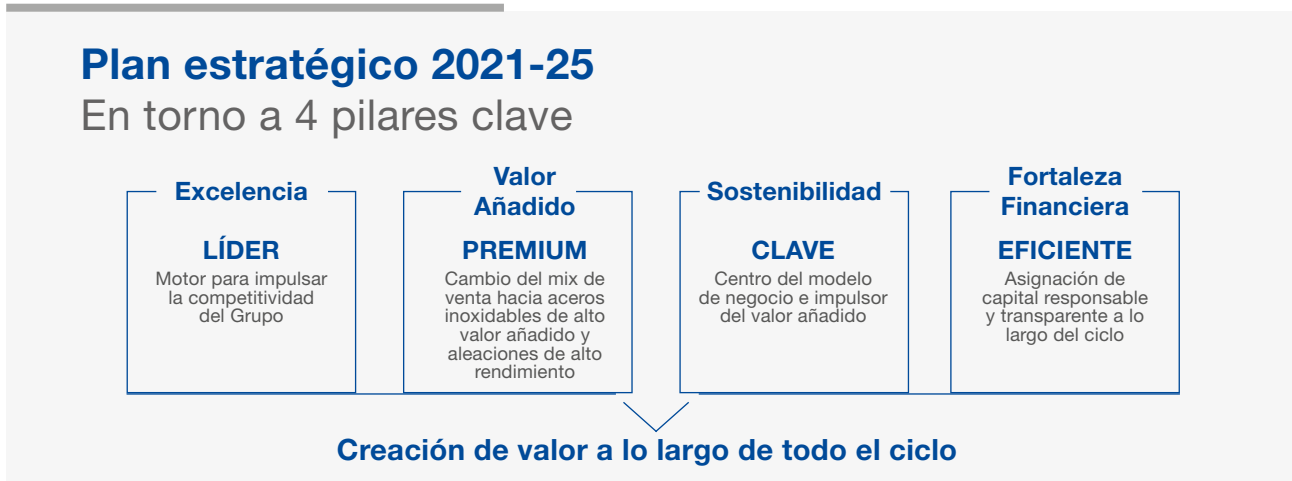 Plan estratégico 2021-25
En torno a 4 pilares clave
Excelencia
LÍDER
Motor para impulsar
la competitividad
del Grupo
Valor
Añadido
PREMIUM
Cambio del mix de
venta hacia aceros
inoxidables de alto
valor añadido y
aleaciones de alto
rendimiento
Sostenibilidad
CLAVE
Centro del modelo
de negocio e impulsor
del valor añadido
Fortaleza
Financiera
EFICIENTE
Asignación de
capital responsable
y transparente a lo
largo del ciclo
Creación de valor a lo largo de todo el ciclo